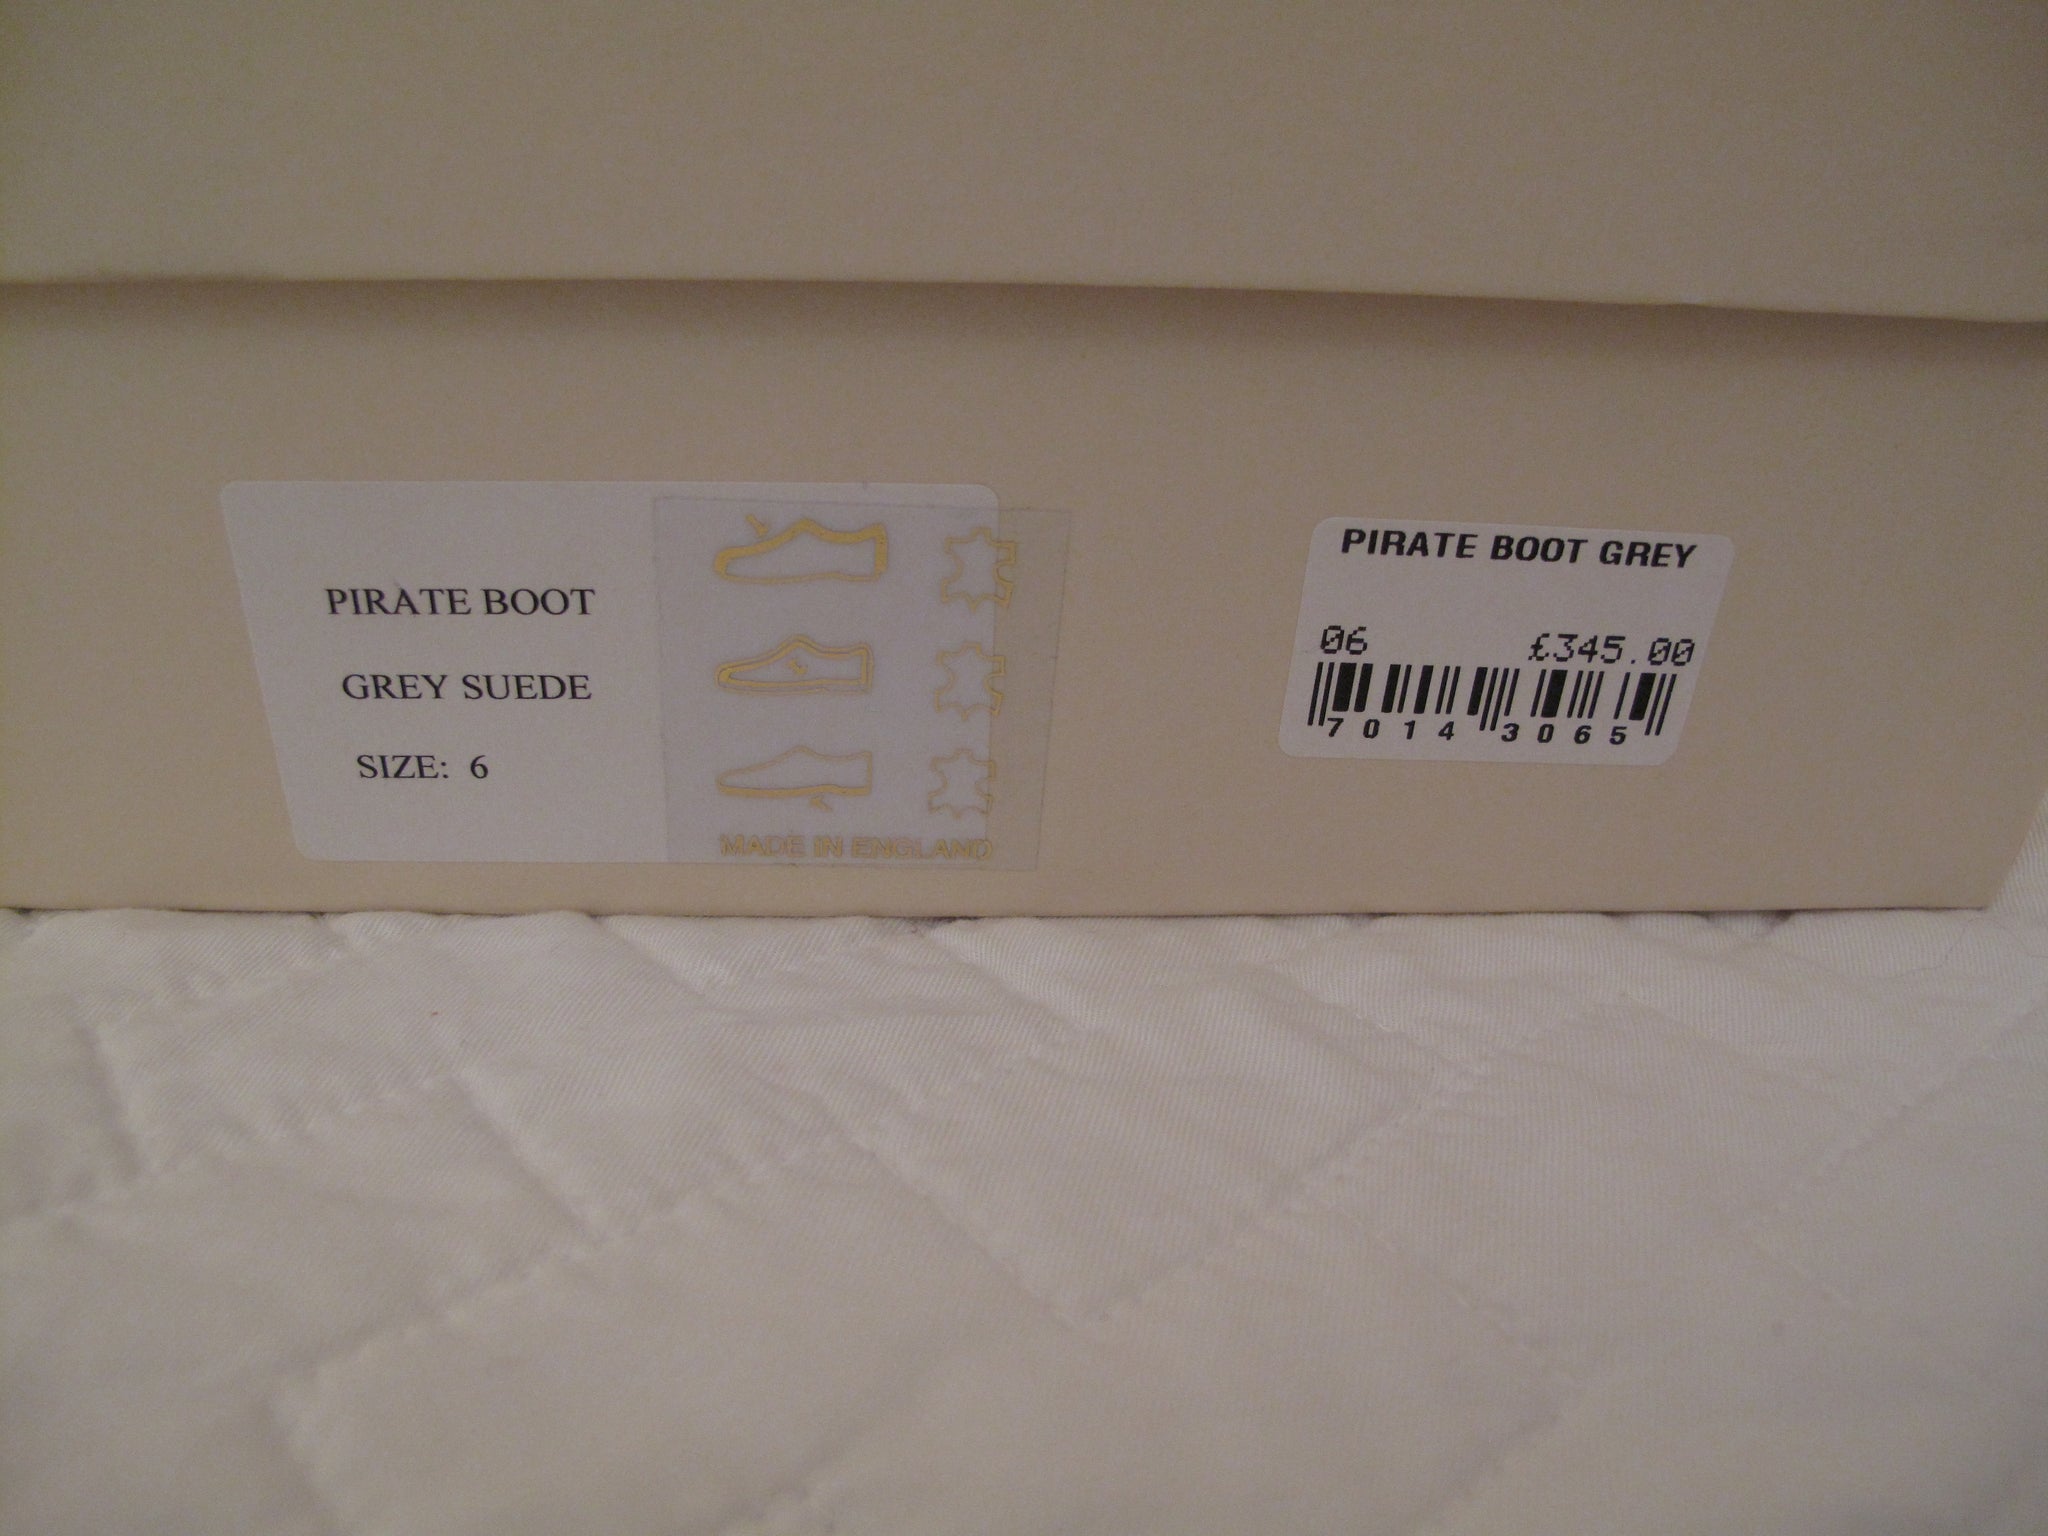 PIRATE BOOT
GREY SUEDE
SIZE: 6
MADE IN ENGLAND
PIRATE BOOT GREY
06 £345.00
7014 3065